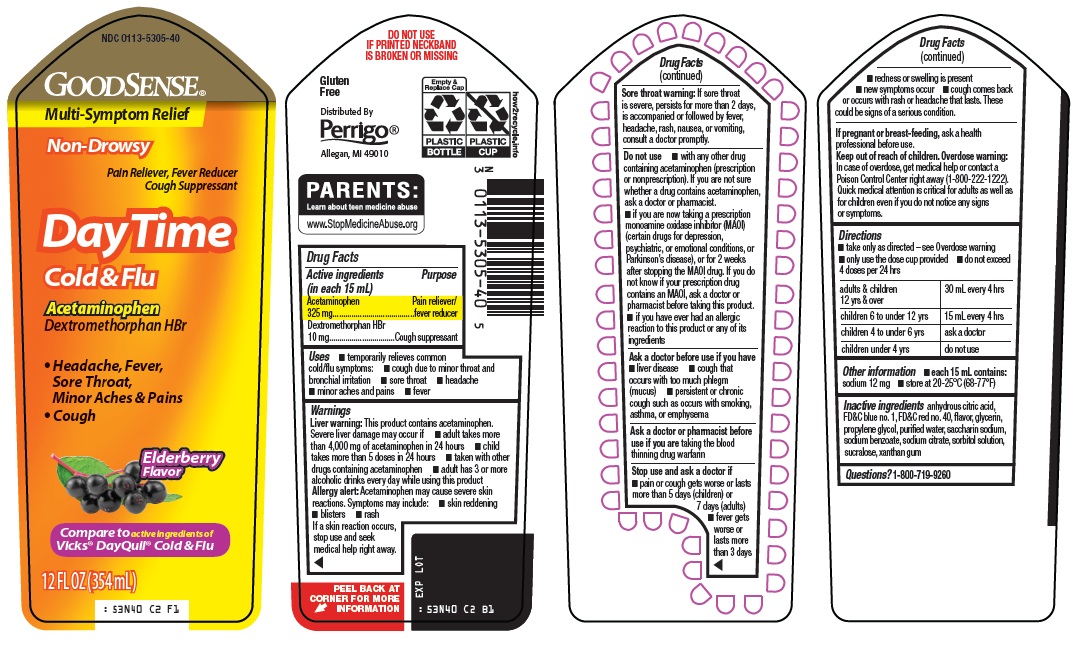 NDC 0113-5305-40
GOODSENSE®
Multi-Symptom Relief
Non-Drowsy
Pain Reliever, Fever Reducer
Cough Suppressant
DayTime
Cold & Flu
Acetaminophen
Dextromethorphan HBr
• Headache, Fever,
Sore Throat,
Minor Aches & Pains
• Cough
Elderberry
Flavor
Compare to active ingredients of
Vicks® DayQuil® Cold & Flu
12 FL OZ (354 mL)
: 53N40 C2 F1
DO NOT USE
IF PRINTED NECKBAND
IS BROKEN OR MISSING
Gluten
Free
Distributed By
Perrigo®
Allegan, MI 49010
Empty &
Replace Cap
PLASTIC
BOTTLE
PLASTIC
CUP
how2recycle.info
PARENTS:
Learn about teen medicine abuse
www.StopMedicineAbuse.org
N
3 0113-5305-40 5
Drug Facts
Active ingredients Purpose
(in each 15 mL)
Acetaminophen Pain reliever/
325 mg...................................fever reducer
Dextromethorphan HBr
10 mg...........................Cough suppressant
Uses ■ temporarily relieves common
cold/flu symptoms: ■ cough due to minor throat and
bronchial irritation ■ sore throat ■ headache
■ minor aches and pains ■ fever
Warnings
Liver warning: This product contains acetaminophen.
Severe liver damage may occur if ■ adult takes more
than 4,000 mg of acetaminophen in 24 hours ■ child
takes more than 5 doses in 24 hours ■ taken with other
drugs containing acetaminophen ■ adult has 3 or more
alcoholic drinks every day while using this product
Allergy alert: Acetaminophen may cause severe skin
reactions. Symptoms may include: ■ skin reddening
■ blisters ■ rash
If a skin reaction occurs,
stop use and seek
medical help right away.
PEEL BACK AT
CORNER FOR MORE
INFORMATION
EXP LOT
: 53N40 C2 B1
Drug Facts
(continued)
Sore throat warning: If sore throat
is severe, persists for more than 2 days,
is accompanied or followed by fever,
headache, rash, nausea, or vomiting,
consult a doctor promptly.
Do not use ■ with any other drug
containing acetaminophen (prescription
or nonprescription). If you are not sure
whether a drug contains acetaminophen,
ask a doctor or pharmacist.
■ if you are now taking a prescription
monoamine oxidase inhibitor (MAOI)
(certain drugs for depression,
psychiatric, or emotional conditions, or
Parkinson's disease), or for 2 weeks
after stopping the MAOI drug. If you do
not know if your prescription drug
contains an MAOI, ask a doctor or
pharmacist before taking this product.
■ if you have ever had an allergic
reaction to this product or any of its
ingredients
Ask a doctor before use if you have
■ liver disease ■ cough that
occurs with too much phlegm
(mucus) ■ persistent or chronic
cough such as occurs with smoking,
asthma, or emphysema
Ask a doctor or pharmacist before
use if you are taking the blood
thinning drug warfarin
Stop use and ask a doctor if
■ pain or cough gets worse or lasts
more than 5 days (children) or
7 days (adults)
■ fever gets
worse or
lasts more
than 3 days
Drug Facts
(continued)
■ redness or swelling is present
■ new symptoms occur ■ cough comes back
or occurs with rash or headache that lasts. These
could be signs of a serious condition.
If pregnant or breast-feeding, ask a health
professional before use.
Keep out of reach of children. Overdose warning:
In case of overdose, get medical help or contact a
Poison Control Center right away (1-800-222-1222).
Quick medical attention is critical for adults as well as
for children even if you do not notice any signs
or symptoms.
Directions
■ take only as directed – see Overdose warning
■ only use the dose cup provided ■ do not exceed
4 doses per 24 hrs
adults & children 30 mL every 4 hrs
12 yrs & over
children 6 to under 12 yrs 15 mL every 4 hrs
children 4 to under 6 yrs ask a doctor
children under 4 yrs do not use
Other information ■ each 15 mL contains:
sodium 12 mg ■ store at 20-25°C (68-77°F)
Inactive ingredients anhydrous citric acid,
FD&C blue no. 1, FD&C red no. 40, flavor, glycerin,
propylene glycol, purified water, saccharin sodium,
sodium benzoate, sodium citrate, sorbitol solution,
sucralose, xanthan gum
Questions? 1-800-719-9260